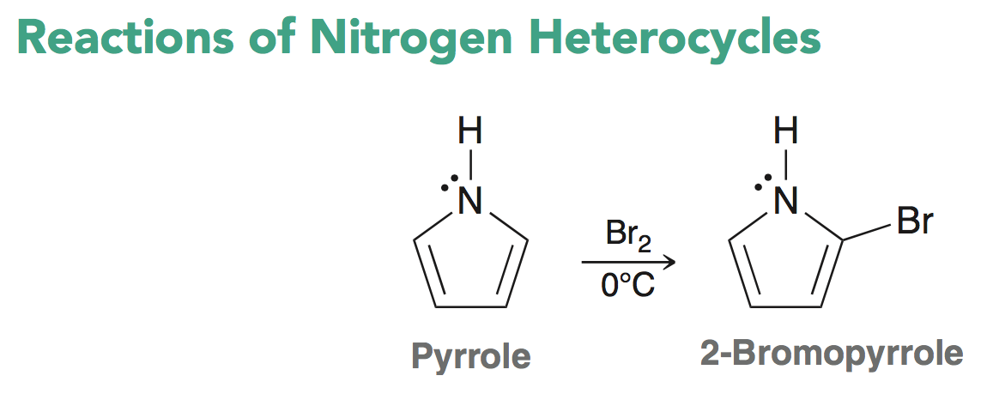 Reactions of Nitrogen Heterocycles
H
H
N
N
Br
Br₂
0°C
Pyrrole
2-Bromopyrrole